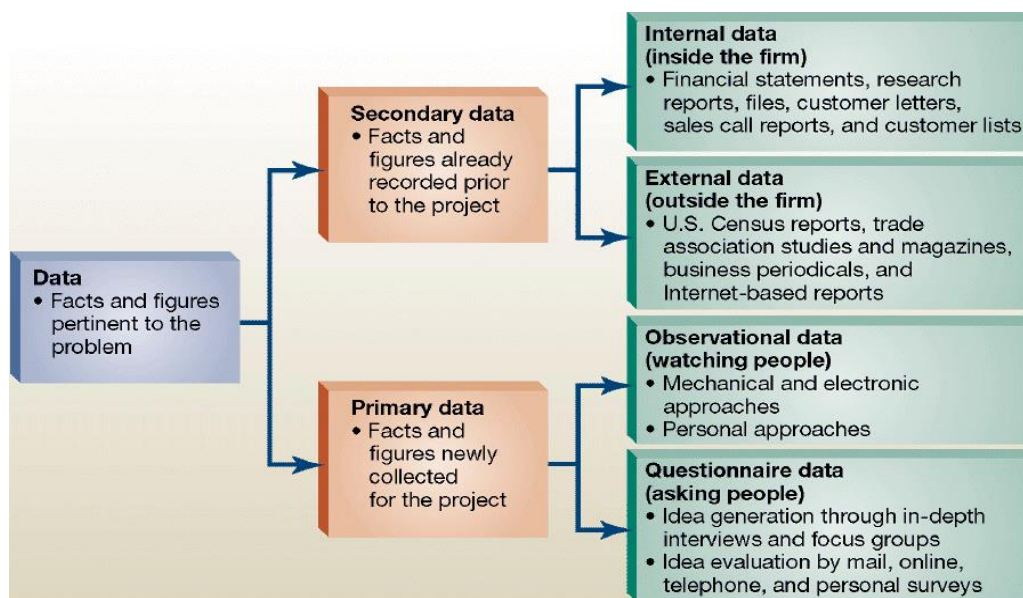 Data
• Facts and figures
pertinent to the
problem
Secondary data
• Facts and
figures already
recorded prior
to the project
Primary data
• Facts and
figures newly
collected
for the project
Internal data
(inside the firm)
• Financial statements, research
reports, files, customer letters,
sales call reports, and customer lists
External data
(outside the firm)
• U.S. Census reports, trade
association studies and magazines,
business periodicals, and
Internet-based reports
Observational data
(watching people)
• Mechanical and electronic
approaches
• Personal approaches
Questionnaire data
(asking people)
• Idea generation through in-depth
interviews and focus groups
• Idea evaluation by mail, online,
telephone, and personal surveys